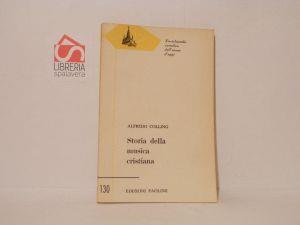 LIBRERIA
spalavera
Enciclopedia
cattolica
dell'uomo
d'oggi
ALFREDO COLLING
Storia della
musica
cristiana
130
EDIZIONI PAOLINE